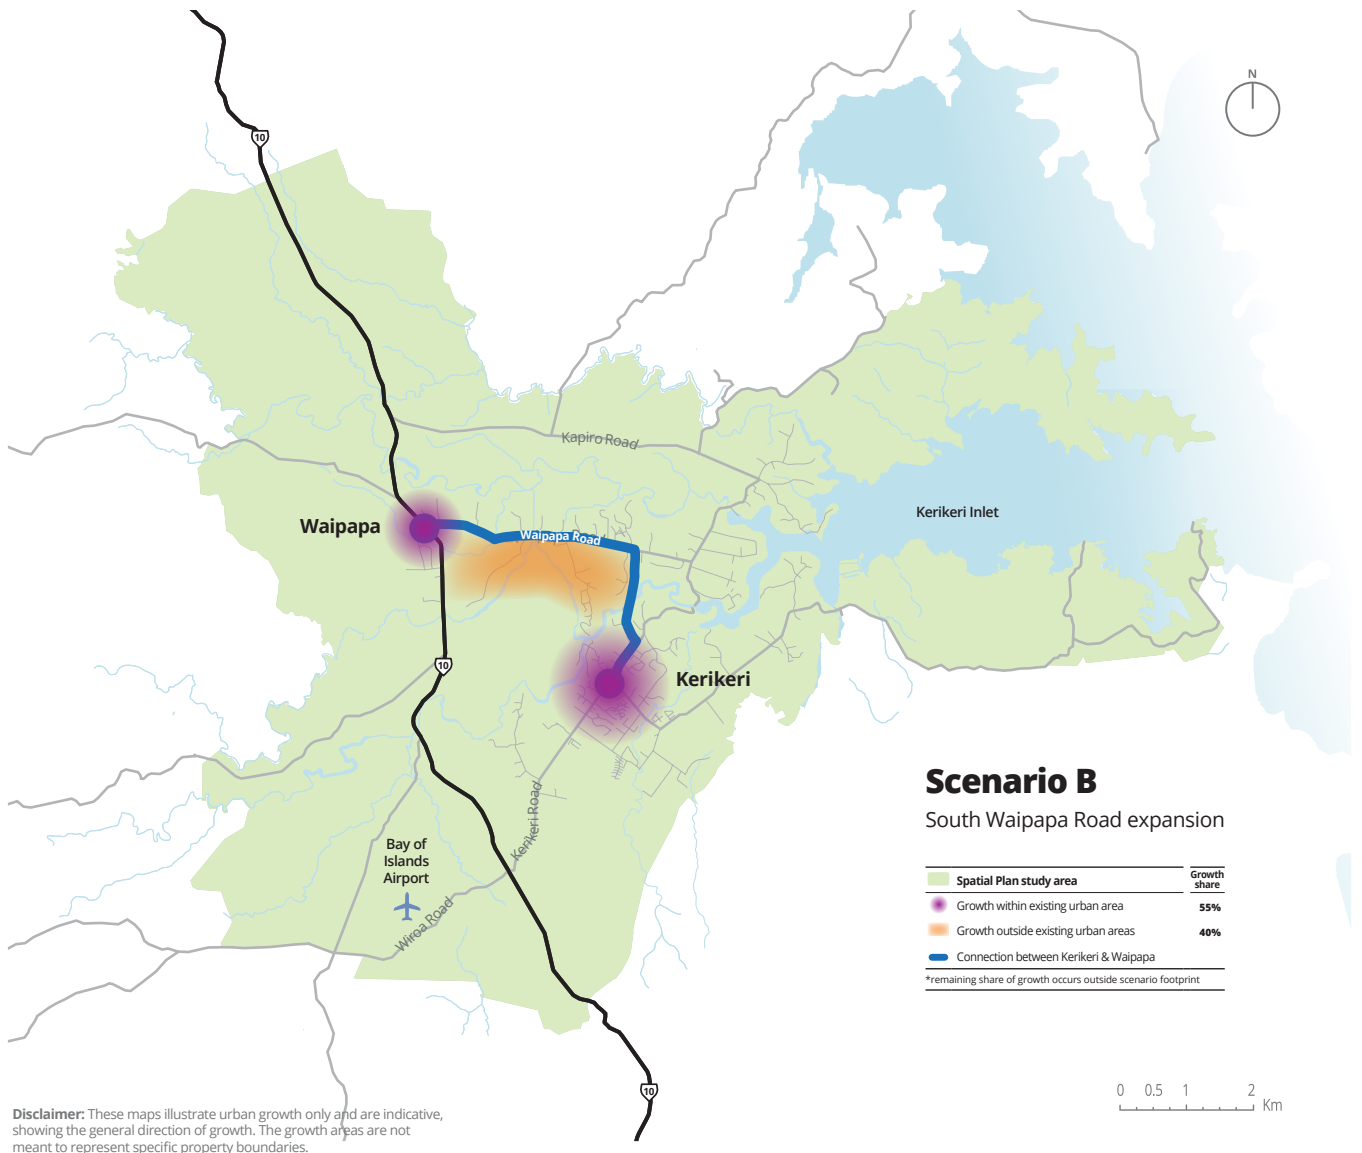 N
10
Kapiro Road
Waipapa
Waipapa Road
Kerikeri Inlet
10
Kerikeri
Scenario B
South Waipapa Road expansion
Kerikeri Road
Bay of
Islands
Airport
Wiroa Road
Spatial Plan study area
Growth
share
Growth within existing urban area 55%
Growth outside existing urban areas 40%
Connection between Kerikeri & Waipapa
*remaining share of growth occurs outside scenario footprint
10
0 0.5 1 2 Km
Disclaimer: These maps illustrate urban growth only and are indicative,
showing the general direction of growth. The growth areas are not
meant to represent specific property boundaries.